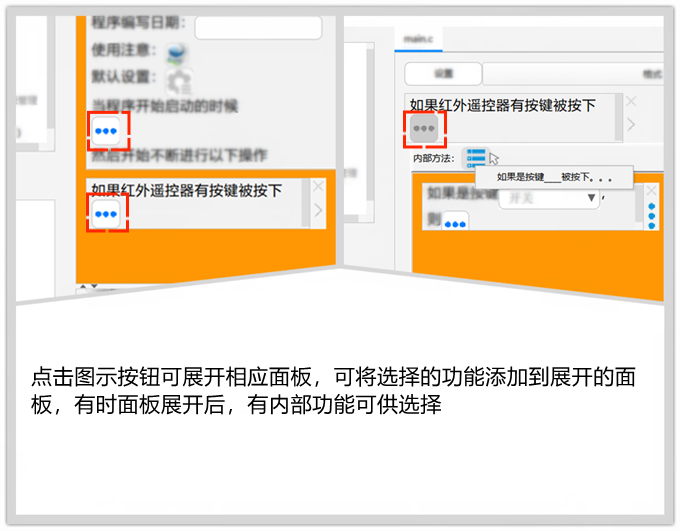 程序编写日期：
使用注意：
默认设置：
当程序开始启动的时候
然后开始不断进行以下操作
如果红外遥控器有按键被按下
main.c
设置
格式
如果红外遥控器有按键被按下
内部方法：
如果是按键___被按下。。。
如果是按键 开关 ，
则
点击图示按钮可展开相应面板，可将选择的功能添加到展开的面
板，有时面板展开后，有内部功能可供选择